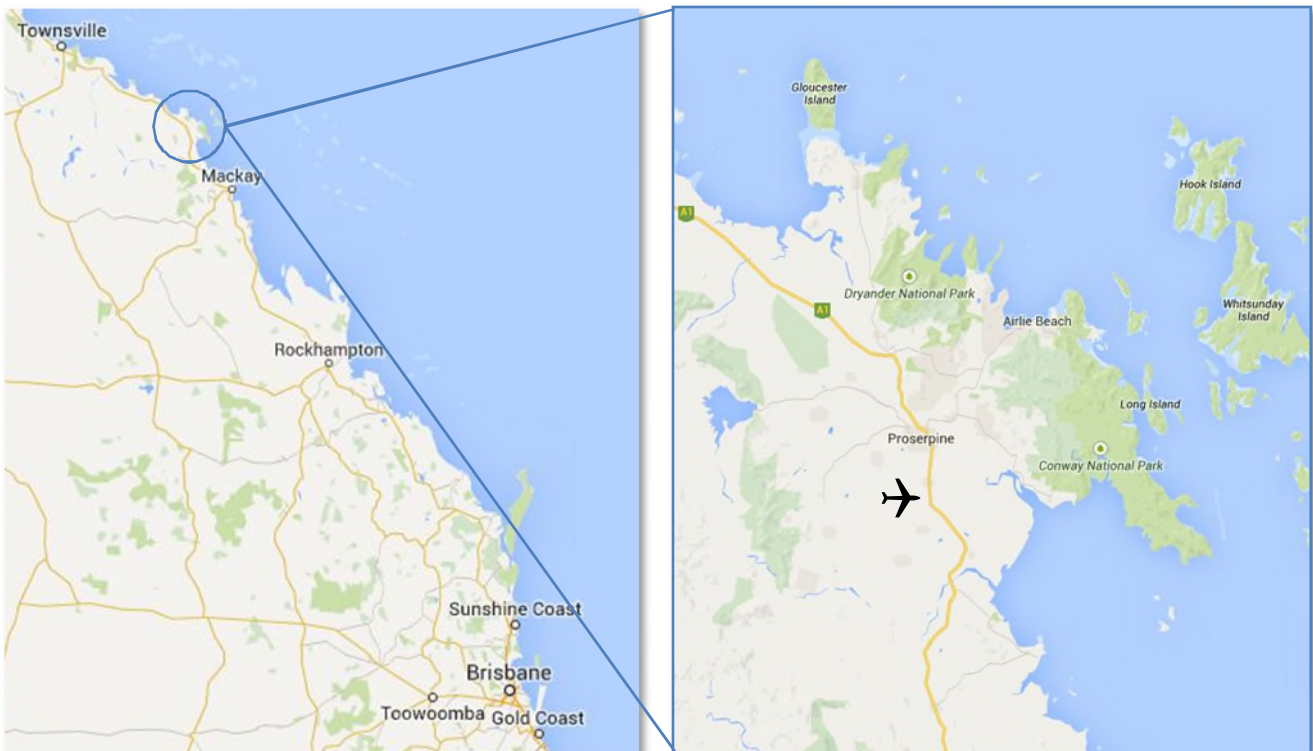 Townsville
Mackay
Rockhampton
Sunshine Coast
Brisbane
Toowoomba
Gold Coast
Gloucester
Island
Hook Island
A1
Dryander National Park
Whitsunday
Island
A1
Airlie Beach
Long Island
Proserpine
Conway National Park